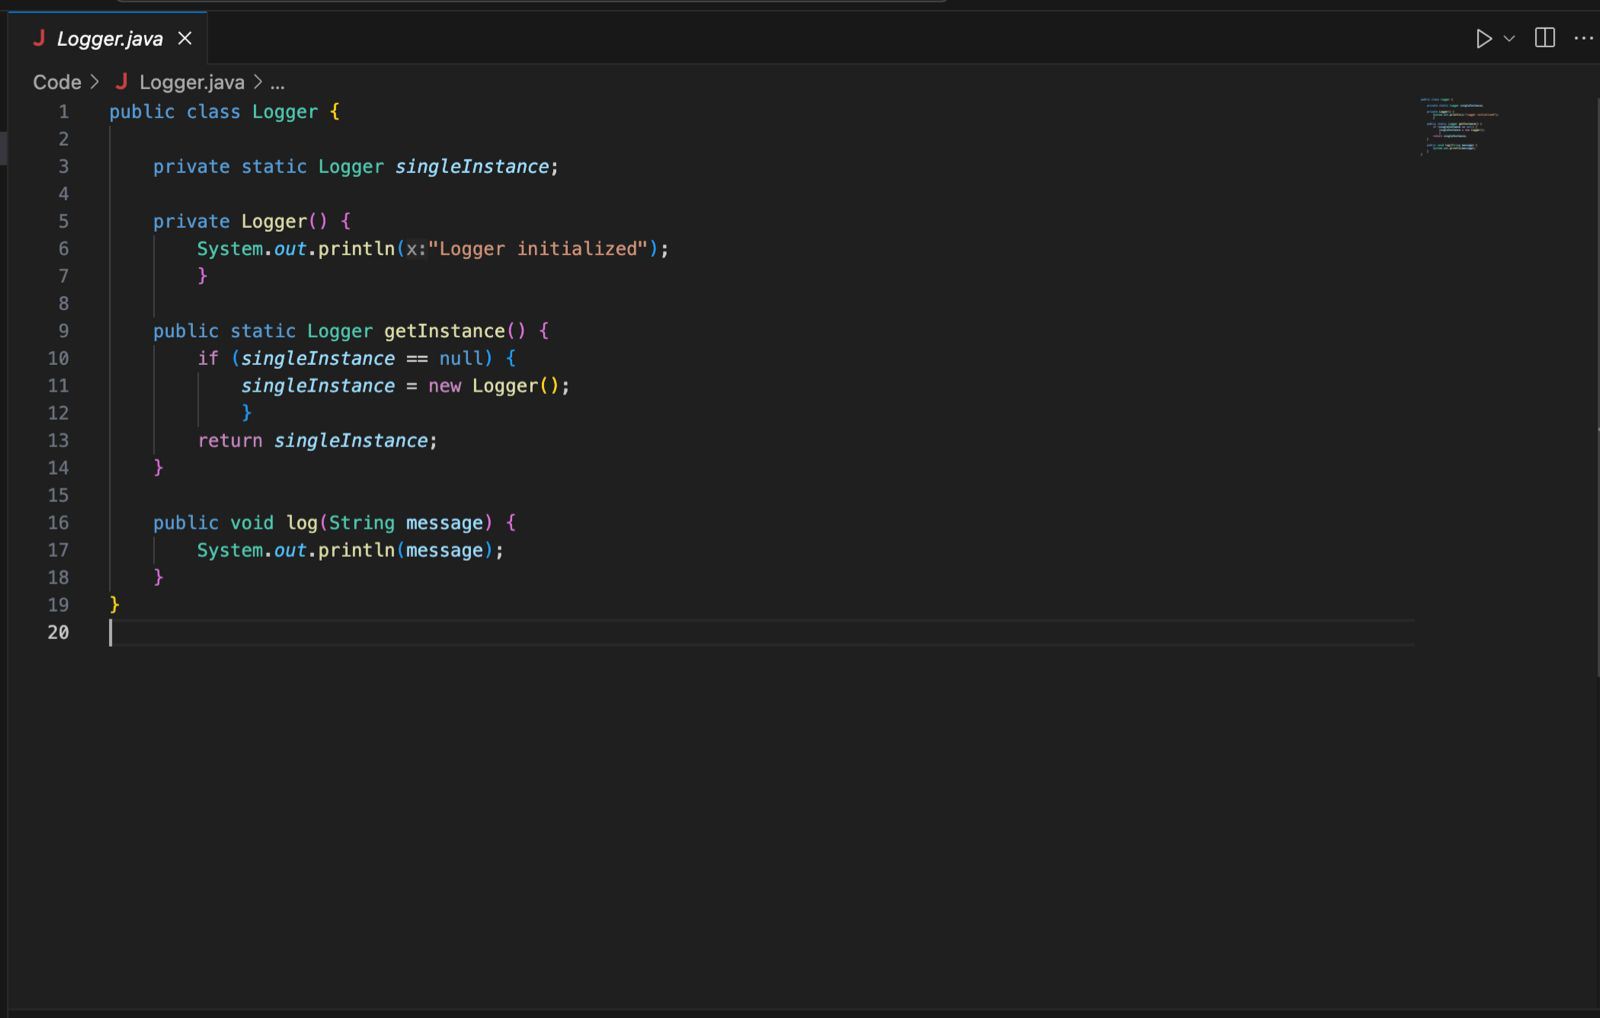 Logger.java
Code > Logger.java > ...
1 public class Logger {
2
3     private static Logger singleInstance;
4
5     private Logger() {
6         System.out.println(x:"Logger initialized");
7         }
8
9     public static Logger getInstance() {
10         if (singleInstance == null) {
11             singleInstance = new Logger();
12             }
13         return singleInstance;
14     }
15
16     public void log(String message) {
17         System.out.println(message);
18     }
19 }
20